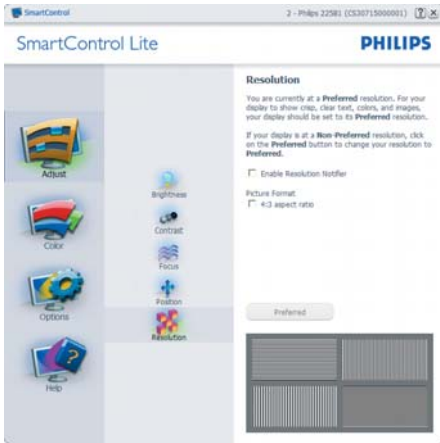 SmartControl
2 - Philips 225B1 (CS30715000001)
SmartControl Lite
PHILIPS
Adjust
Color
Options
Help
Brightness
Contrast
Focus
Position
Resolution
Resolution
You are currently at a Preferred resolution. For your
display to show crisp, clear text, colors, and images,
your display should be set to its Preferred resolution.
If your display is at a Non-Preferred resolution, click
on the Preferred button to change your resolution to
Preferred.
Enable Resolution Notifier
Picture Format
4:3 aspect ratio
Preferred